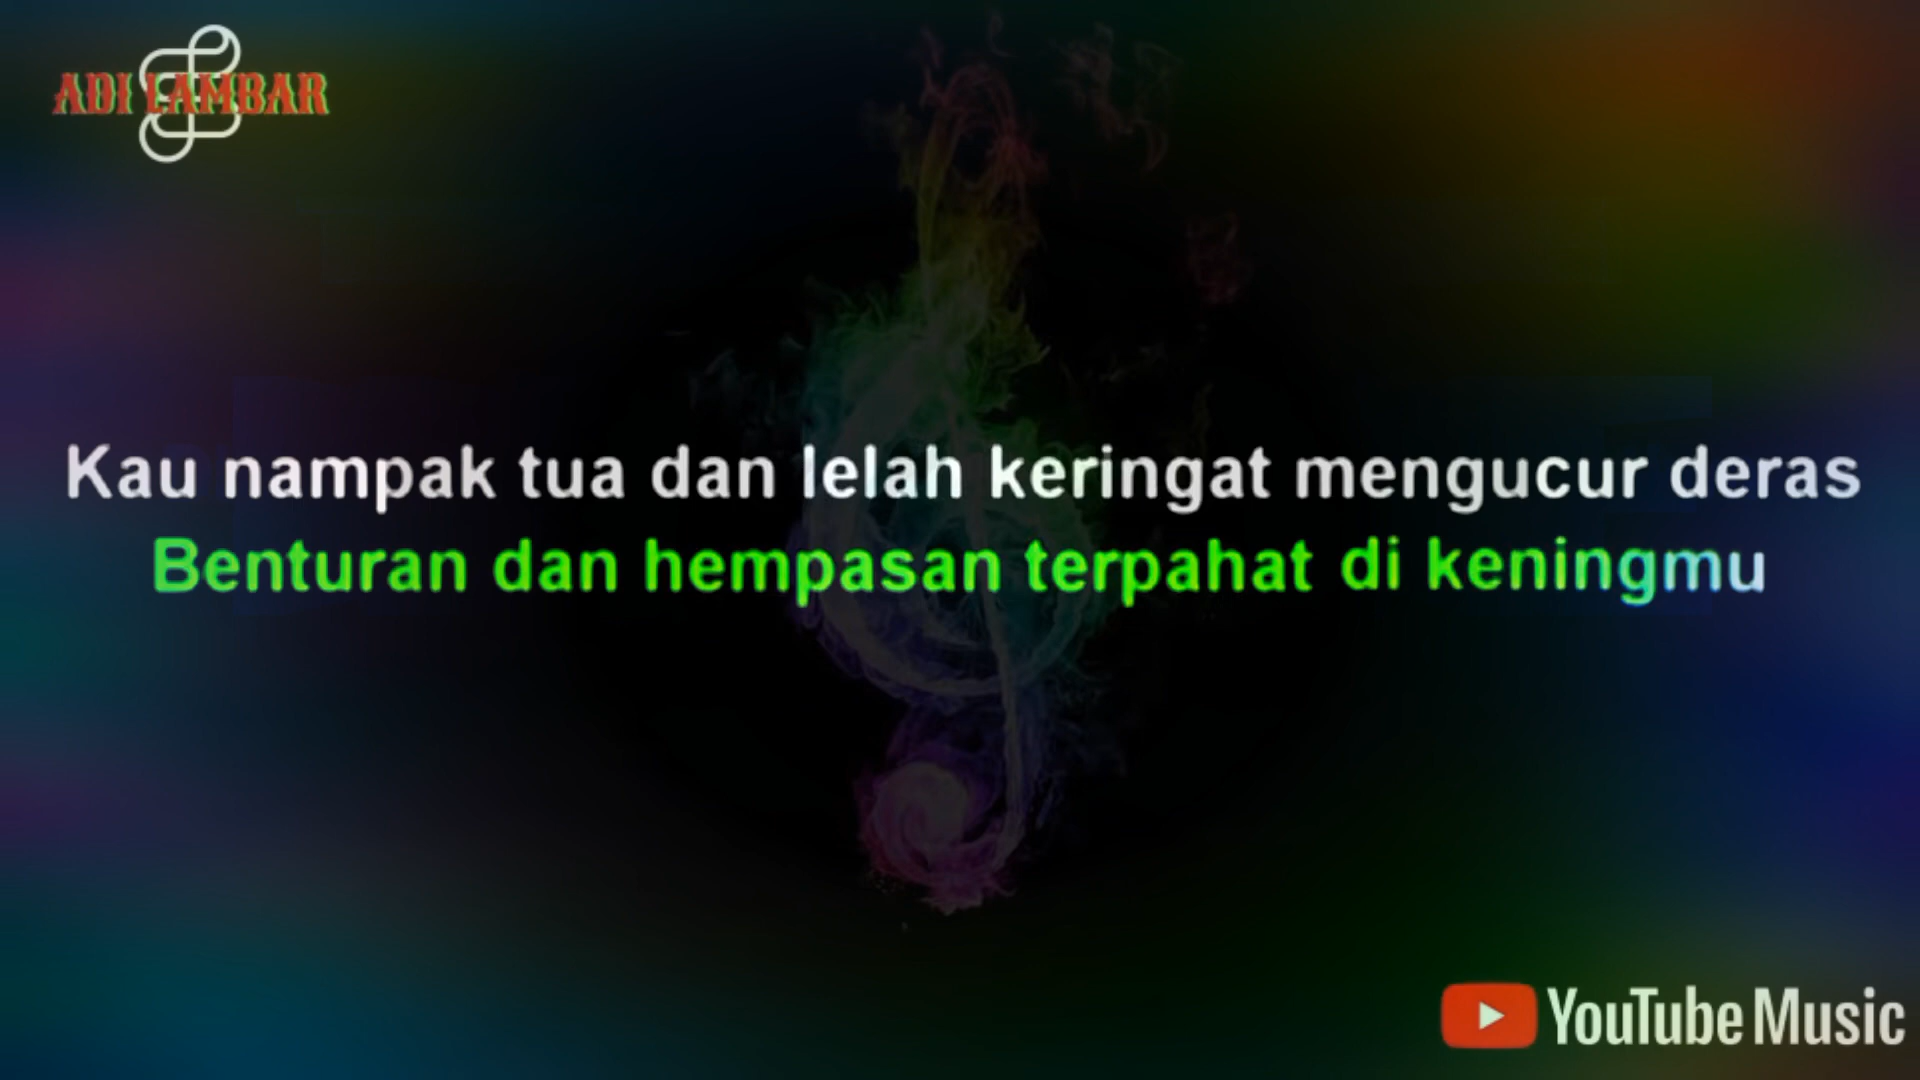 ADI LAMBAR
Kau nampak tua dan lelah keringat mengucur deras
Benturan dan hempasan terpahat di keningmu
YouTube Music